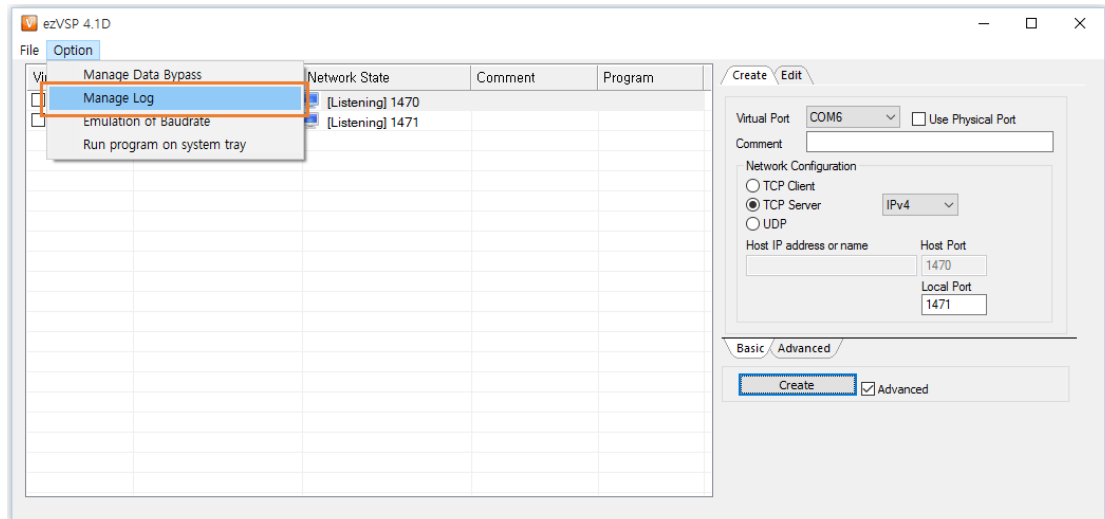 ezVSP 4.1D
File Option
Manage Data Bypass
Manage Log
Emulation of Baudrate
Run program on system tray
Network State Comment Program
[Listening] 1470
[Listening] 1471
Create Edit
Virtual Port COM6 Use Physical Port
Comment
Network Configuration
TCP Client
TCP Server IPv4
UDP
Host IP address or name Host Port
1470
Local Port
1471
Basic Advanced
Create Advanced